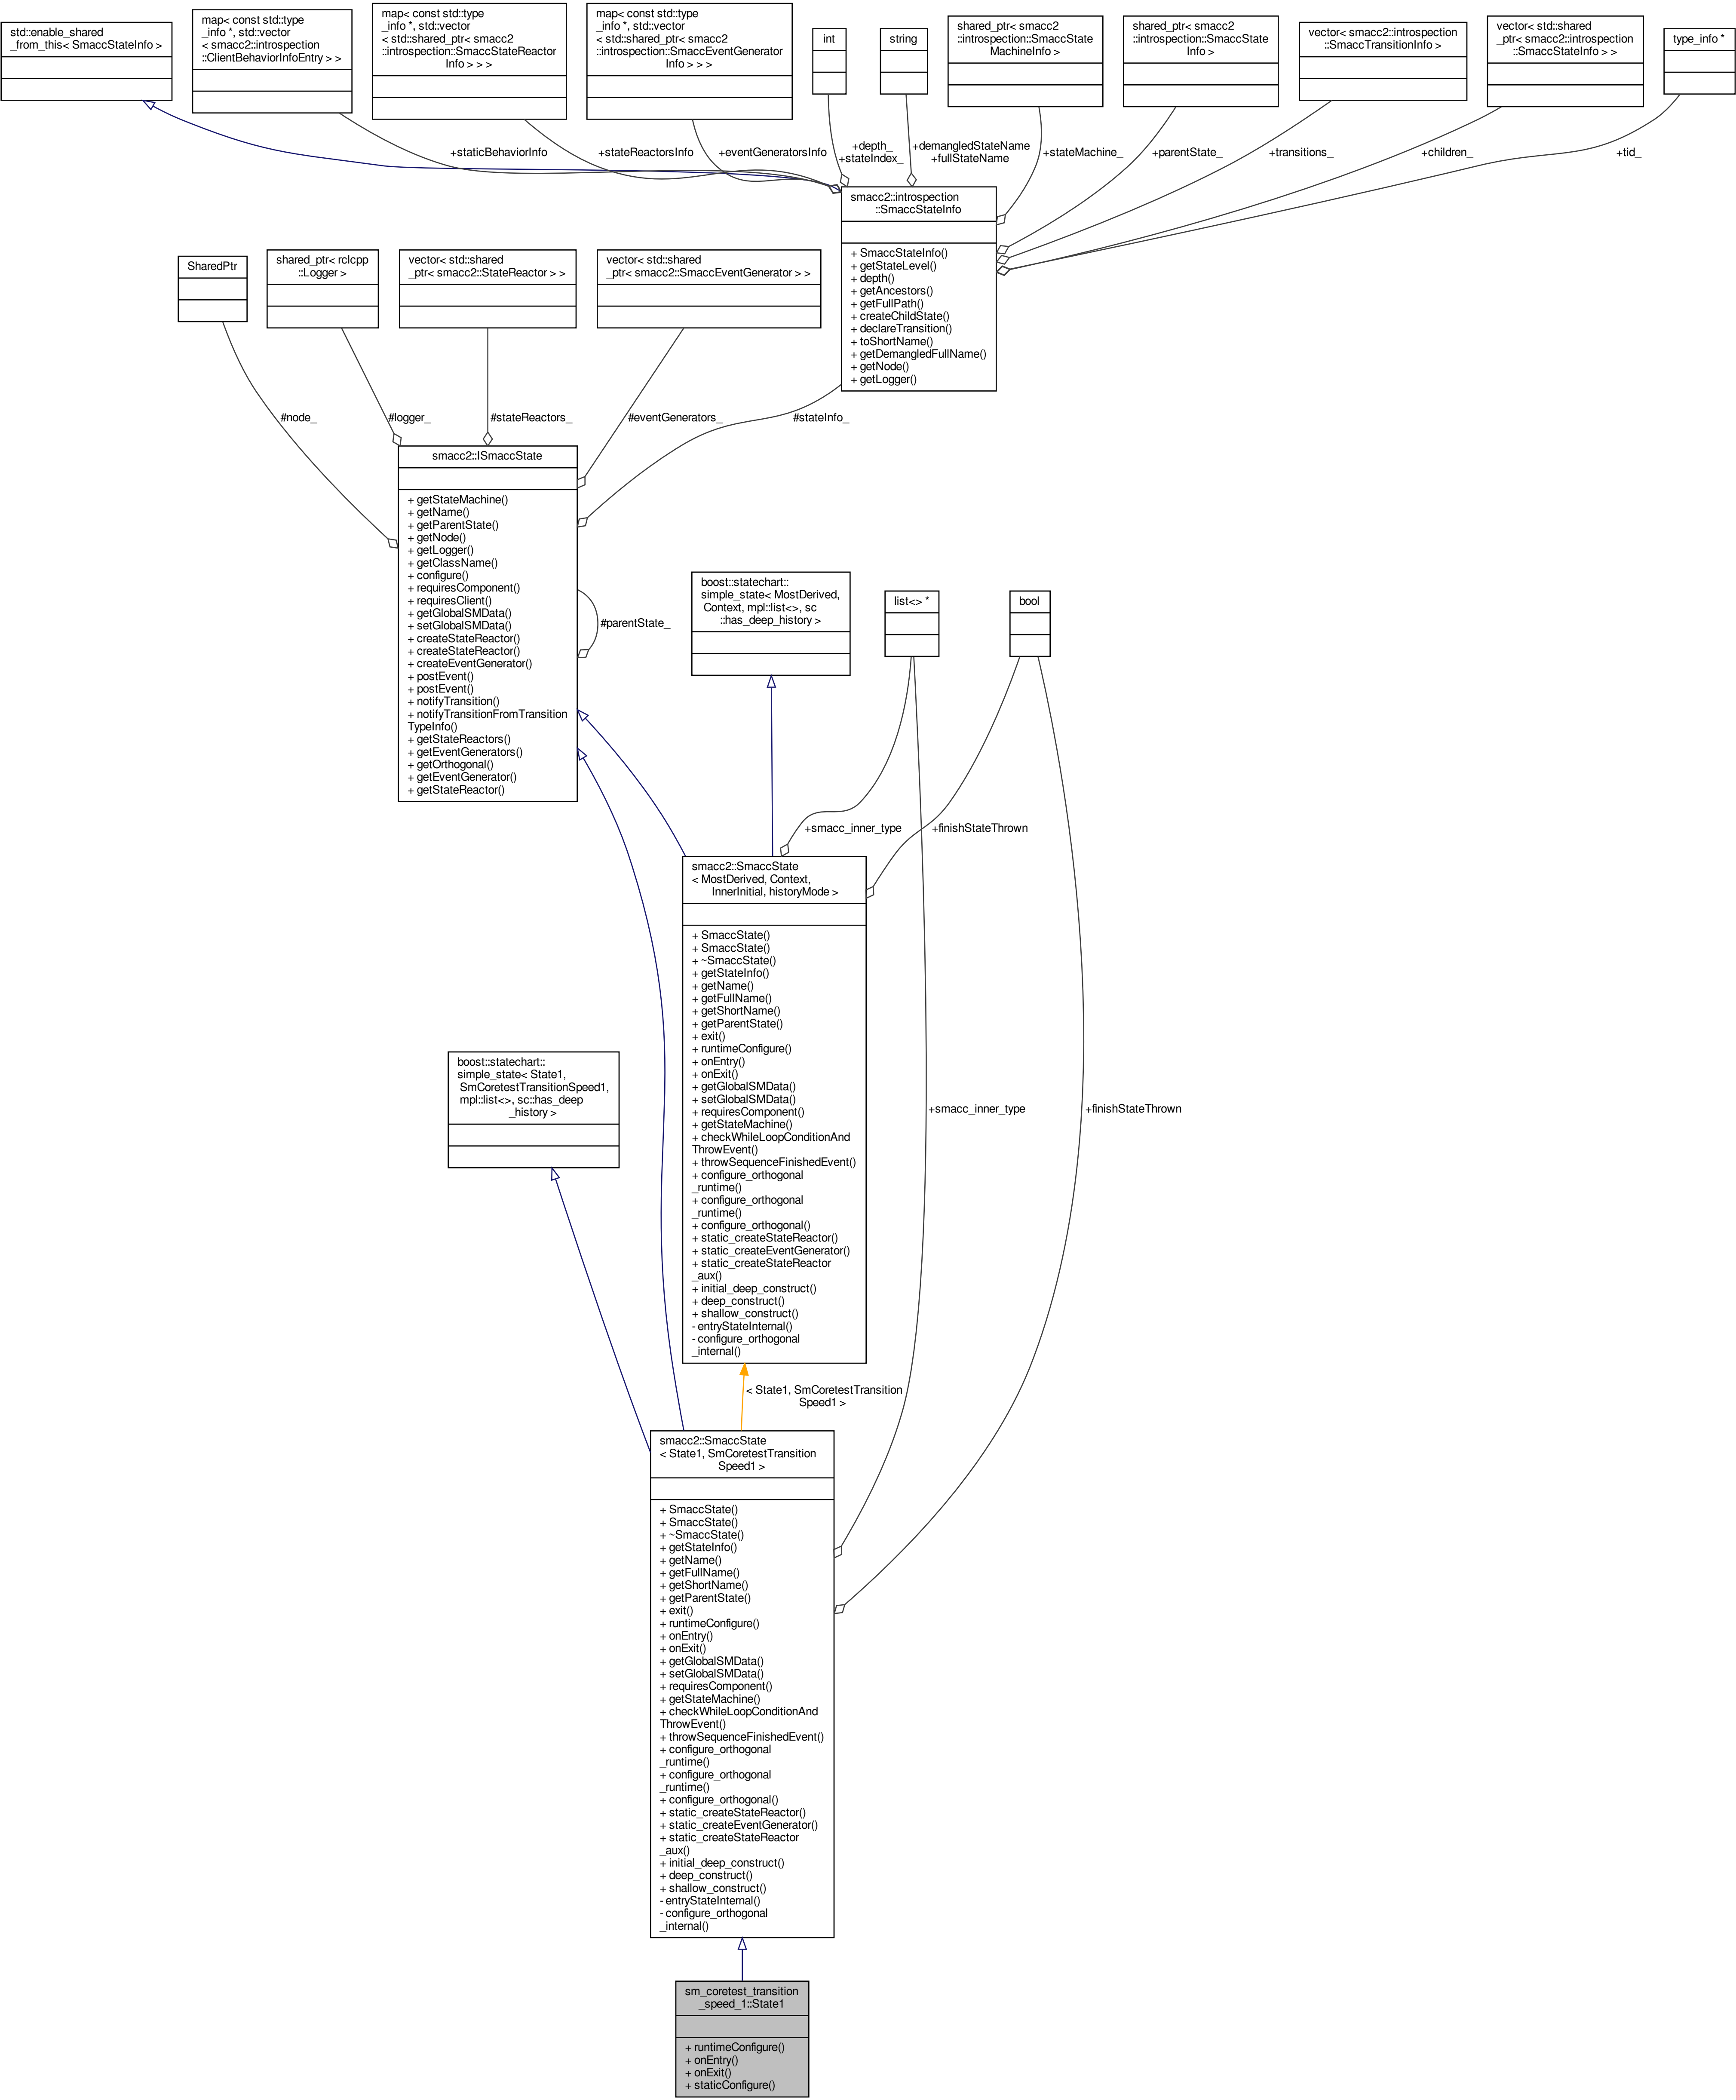 std::enable_shared
_from_this< SmaccStateInfo >
map< const std::type
_info *, std::vector
< smacc2::introspection
::ClientBehaviorInfoEntry > >
map< const std::type
_info *, std::vector
< std::shared_ptr< smacc2
::introspection::SmaccStateReactor
Info > > >
map< const std::type
_info *, std::vector
< std::shared_ptr< smacc2
::introspection::SmaccEventGenerator
Info > > >
int
string
shared_ptr< smacc2
::introspection::SmaccState
MachineInfo >
shared_ptr< smacc2
::introspection::SmaccState
Info >
vector< smacc2::introspection
::SmaccTransitionInfo >
vector< std::shared
_ptr< smacc2::introspection
::SmaccStateInfo > >
type_info *
+staticBehaviorInfo
+stateReactorsInfo
+eventGeneratorsInfo
+depth_
+stateIndex_
+demangledStateName
+fullStateName
+stateMachine_
+parentState_
+transitions_
+children_
+tid_
smacc2::introspection
::SmaccStateInfo
+ SmaccStateInfo()
+ getStateLevel()
+ depth()
+ getAncestors()
+ getFullPath()
+ createChildState()
+ declareTransition()
+ toShortName()
+ getDemangledFullName()
+ getNode()
+ getLogger()
SharedPtr
shared_ptr< rclcpp
::Logger >
vector< std::shared
_ptr< smacc2::StateReactor > >
vector< std::shared
_ptr< smacc2::SmaccEventGenerator > >
#node_
#logger_
#stateReactors_
#eventGenerators_
#stateInfo_
smacc2::ISmaccState
+ getStateMachine()
+ getName()
+ getParentState()
+ getNode()
+ getLogger()
+ getClassName()
+ configure()
+ requiresComponent()
+ requiresClient()
+ getGlobalSMData()
+ setGlobalSMData()
+ createStateReactor()
+ createStateReactor()
+ createEventGenerator()
+ postEvent()
+ postEvent()
+ notifyTransition()
+ notifyTransitionFromTransition
TypeInfo()
+ getStateReactors()
+ getEventGenerators()
+ getOrthogonal()
+ getEventGenerator()
+ getStateReactor()
#parentState_
boost::statechart::
simple_state< MostDerived,
Context, mpl::list<>, sc
::has_deep_history >
list<> *
bool
+smacc_inner_type
+finishStateThrown
smacc2::SmaccState
< MostDerived, Context,
InnerInitial, historyMode >
+ SmaccState()
+ SmaccState()
+ ~SmaccState()
+ getStateInfo()
+ getName()
+ getFullName()
+ getShortName()
+ getParentState()
+ exit()
+ runtimeConfigure()
+ onEntry()
+ onExit()
+ getGlobalSMData()
+ setGlobalSMData()
+ requiresComponent()
+ getStateMachine()
+ checkWhileLoopConditionAnd
ThrowEvent()
+ throwSequenceFinishedEvent()
+ configure_orthogonal
_runtime()
+ configure_orthogonal
_runtime()
+ configure_orthogonal()
+ static_createStateReactor()
+ static_createEventGenerator()
+ static_createStateReactor
_aux()
+ initial_deep_construct()
+ deep_construct()
+ shallow_construct()
- entryStateInternal()
- configure_orthogonal
_internal()
boost::statechart::
simple_state< State1,
SmCoretestTransitionSpeed1,
mpl::list<>, sc::has_deep
_history >
+smacc_inner_type
+finishStateThrown
< State1, SmCoretestTransition
Speed1 >
smacc2::SmaccState
< State1, SmCoretestTransition
Speed1 >
+ SmaccState()
+ SmaccState()
+ ~SmaccState()
+ getStateInfo()
+ getName()
+ getFullName()
+ getShortName()
+ getParentState()
+ exit()
+ runtimeConfigure()
+ onEntry()
+ onExit()
+ getGlobalSMData()
+ setGlobalSMData()
+ requiresComponent()
+ getStateMachine()
+ checkWhileLoopConditionAnd
ThrowEvent()
+ throwSequenceFinishedEvent()
+ configure_orthogonal
_runtime()
+ configure_orthogonal
_runtime()
+ configure_orthogonal()
+ static_createStateReactor()
+ static_createEventGenerator()
+ static_createStateReactor
_aux()
+ initial_deep_construct()
+ deep_construct()
+ shallow_construct()
- entryStateInternal()
- configure_orthogonal
_internal()
sm_coretest_transition
_speed_1::State1
+ runtimeConfigure()
+ onEntry()
+ onExit()
+ staticConfigure()